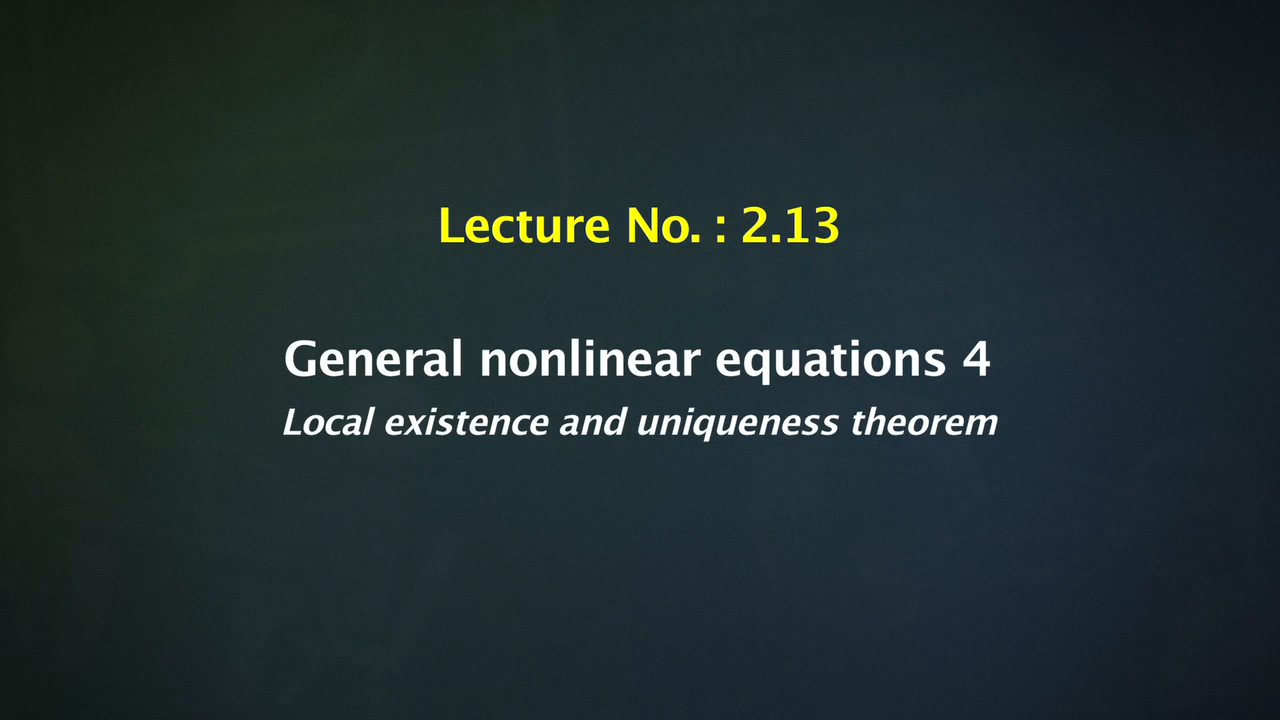 Lecture No. : 2.13
General nonlinear equations 4
Local existence and uniqueness theorem